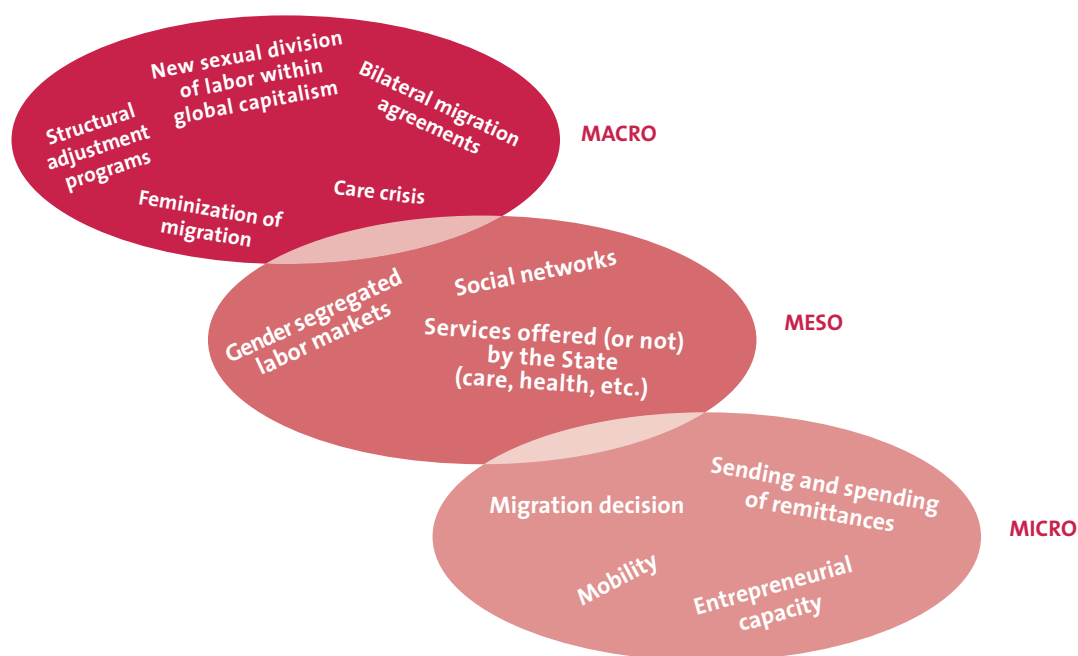 New sexual division
of labor within
global capitalism
Bilateral migration
agreements
Structural
adjustment
programs
MACRO
Care crisis
Feminization of
migration
Social networks
Gender segregated
labor markets
MESO
Services offered (or not)
by the State
(care, health, etc.)
Sending and spending
of remittances
Migration decision
MICRO
Mobility
Entrepreneurial
capacity